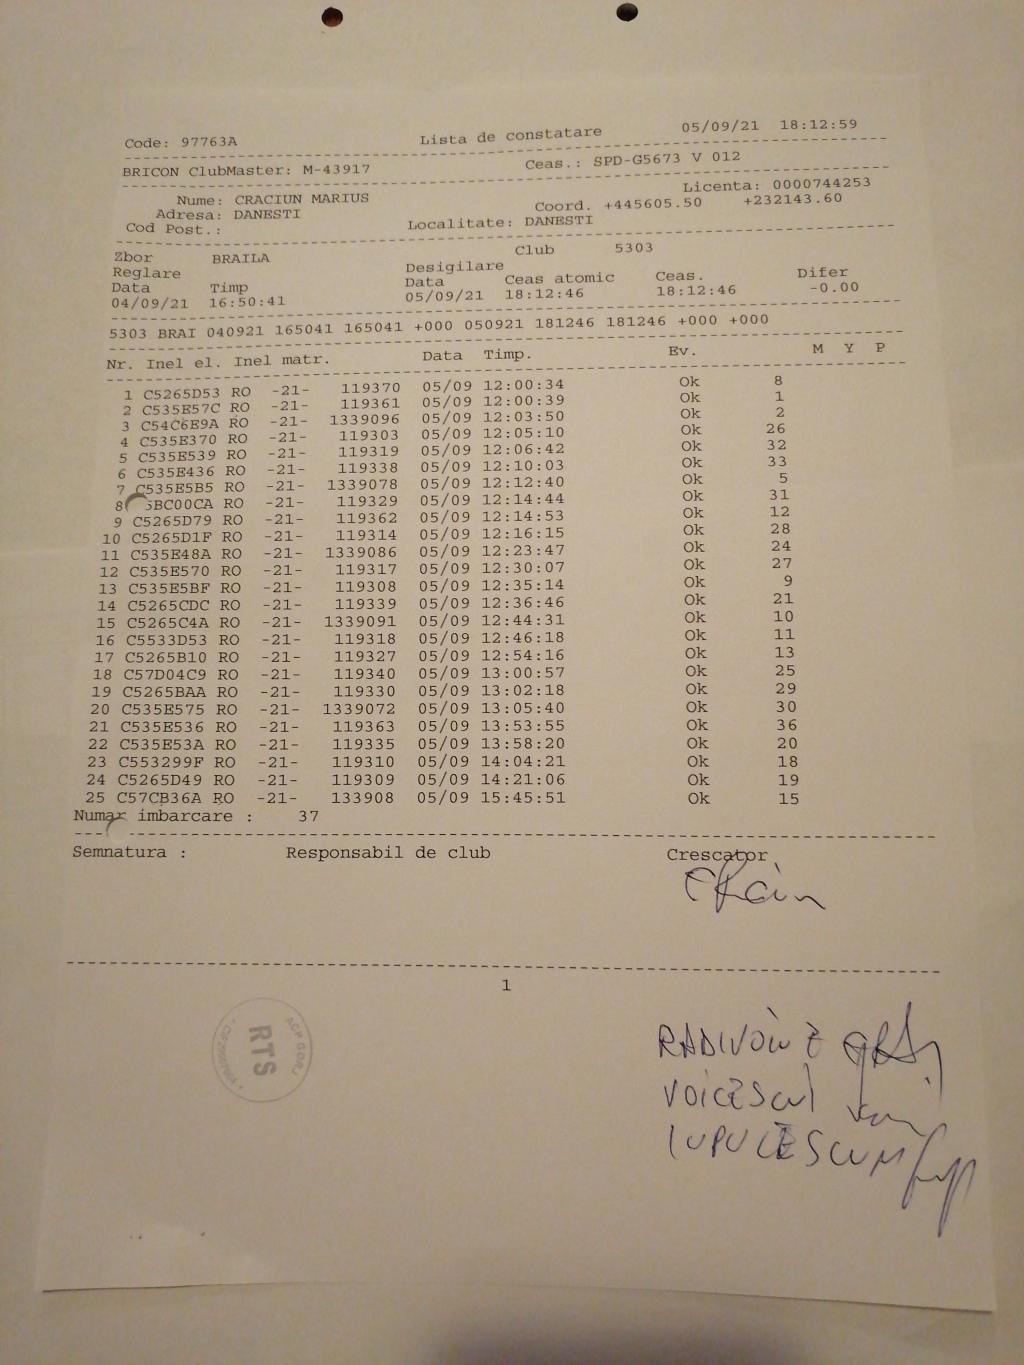 Code: 97763A Lista de constatare 05/09/21 18:12:59
BRICON ClubMaster: M-43917 Ceas.: SPD-G5673 V 012
Licenta: 0000744253
Nume: CRACIUN MARIUS Coord. +445605.50 +232143.60
Adresa: DANESTI Localitate: DANESTI
Cod Post.:
Zbor BRAILA Club 5303
Reglare Desigilare
Data Timp Data Ceas atomic Ceas. Difer
04/09/21 16:50:41 05/09/21 18:12:46 18:12:46 -0.00
5303 BRAI 040921 165041 165041 +000 050921 181246 181246 +000 +000
Nr. Inel el. Inel matr. Data Timp. Ev. M Y P
1 C5265D53 RO -21- 119370 05/09 12:00:34 Ok 8
2 C535E57C RO -21- 119361 05/09 12:00:39 Ok 1
3 C54C6E9A RO -21- 1339096 05/09 12:03:50 Ok 2
4 C535E370 RO -21- 119303 05/09 12:05:10 Ok 26
5 C535E539 RO -21- 119319 05/09 12:06:42 Ok 32
6 C535E436 RO -21- 119338 05/09 12:10:03 Ok 33
7 C535E5B5 RO -21- 1339078 05/09 12:12:40 Ok 5
8 5BC00CA RO -21- 119329 05/09 12:14:44 Ok 31
9 C5265D79 RO -21- 119362 05/09 12:14:53 Ok 12
10 C5265D1F RO -21- 119314 05/09 12:16:15 Ok 28
11 C535E48A RO -21- 1339086 05/09 12:23:47 Ok 24
12 C535E570 RO -21- 119317 05/09 12:30:07 Ok 27
13 C535E5BF RO -21- 119308 05/09 12:35:14 Ok 9
14 C5265CDC RO -21- 119339 05/09 12:36:46 Ok 21
15 C5265C4A RO -21- 1339091 05/09 12:44:31 Ok 10
16 C5533D53 RO -21- 119318 05/09 12:46:18 Ok 11
17 C5265B10 RO -21- 119327 05/09 12:54:16 Ok 13
18 C57D04C9 RO -21- 119340 05/09 13:00:57 Ok 25
19 C5265BAA RO -21- 119330 05/09 13:02:18 Ok 29
20 C535E575 RO -21- 1339072 05/09 13:05:40 Ok 30
21 C535E536 RO -21- 119363 05/09 13:53:55 Ok 36
22 C535E53A RO -21- 119335 05/09 13:58:20 Ok 20
23 C553299F RO -21- 119310 05/09 14:04:21 Ok 18
24 C5265D49 RO -21- 119309 05/09 14:21:06 Ok 19
25 C57CB36A RO -21- 133908 05/09 15:45:51 Ok 15
Numar imbarcare : 37
Semnatura : Responsabil de club Crescator
1
RTS
ACP GORJ
VOICESCU
LUPULESCU